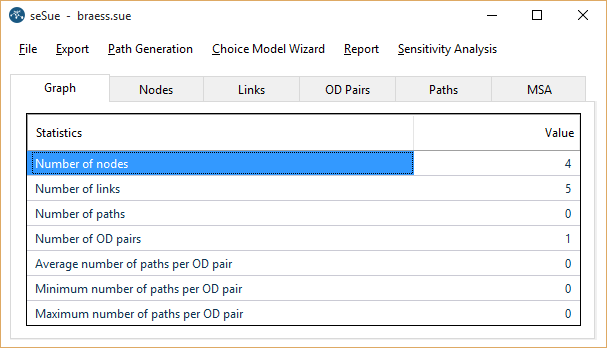 seSue - braess.sue
File Export Path Generation Choice Model Wizard Report Sensitivity Analysis
Graph Nodes Links OD Pairs Paths MSA
Statistics Value
Number of nodes 4
Number of links 5
Number of paths 0
Number of OD pairs 1
Average number of paths per OD pair 0
Minimum number of paths per OD pair 0
Maximum number of paths per OD pair 0